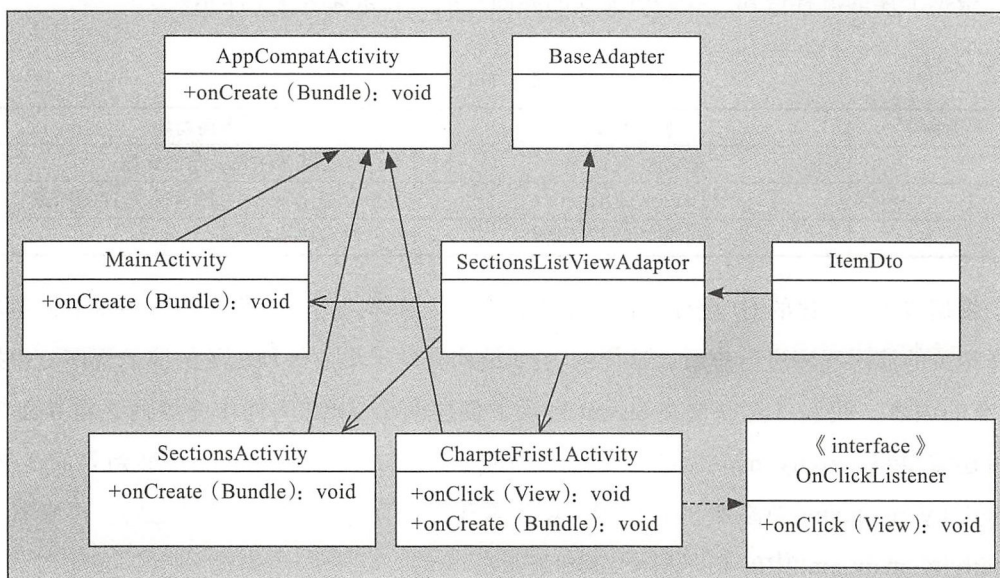 AppCompatActivity
+onCreate（Bundle）：void
BaseAdapter
MainActivity
+onCreate（Bundle）：void
SectionsListViewAdaptor
ItemDto
SectionsActivity
+onCreate（Bundle）：void
CharpteFrist1Activity
+onClick（View）：void
+onCreate（Bundle）：void
《interface》
OnClickListener
+onClick（View）：void